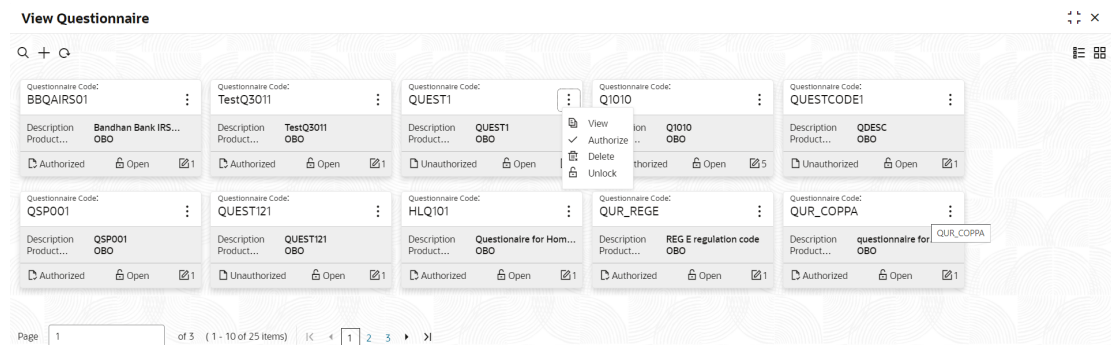 View Questionnaire
Questionnaire Code:
BBQAIRS01
Description Bandhan Bank IRS...
Product... OBO
Authorized Open 1
Questionnaire Code:
TestQ3011
Description TestQ3011
Product... OBO
Authorized Open 1
Questionnaire Code:
QUEST1
Description QUEST1
Product... OBO
Unauthorized Open
View
Authorize
Delete
Unlock
Questionnaire Code:
Q1010
ion Q1010
... OBO
thorized Open 5
Questionnaire Code:
QUESTCODE1
Description QDESC
Product... OBO
Unauthorized Open 1
Questionnaire Code:
QSP001
Description QSP001
Product... OBO
Authorized Open 1
Questionnaire Code:
QUEST121
Description QUEST121
Product... OBO
Unauthorized Open 1
Questionnaire Code:
HLQ101
Description Questionaire for Hom...
Product... OBO
Authorized Open 1
Questionnaire Code:
QUR_REGE
Description REG E regulation code
Product... OBO
Authorized Open 1
Questionnaire Code:
QUR_COPPA
Description questionnaire for
Product... OBO
Authorized Open 1
QUR_COPPA
Page 1 of 3 (1 - 10 of 25 items) 1 2 3